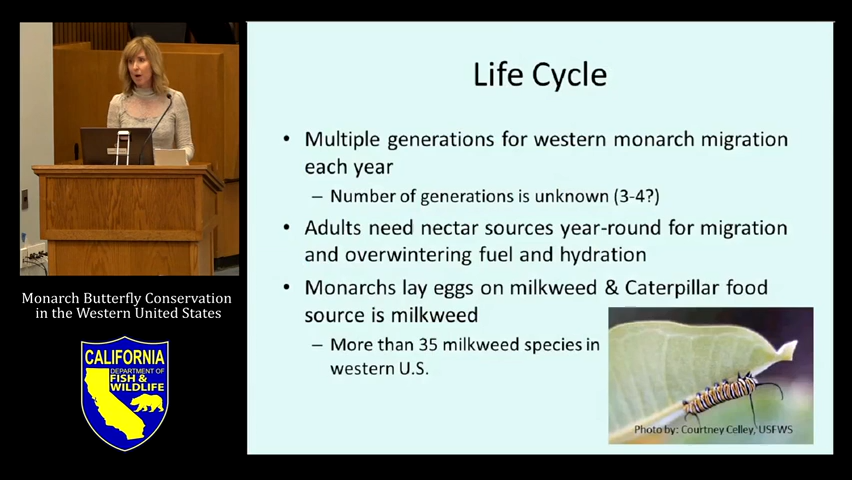 Life Cycle
• Multiple generations for western monarch migration
each year
– Number of generations is unknown (3-4?)
• Adults need nectar sources year-round for migration
and overwintering fuel and hydration
• Monarchs lay eggs on milkweed & Caterpillar food
source is milkweed
– More than 35 milkweed species in
western U.S.
Photo by: Courtney Celley, USFWS
Monarch Butterfly Conservation
in the Western United States
CALIFORNIA
DEPARTMENT OF
FISH &
WILDLIFE